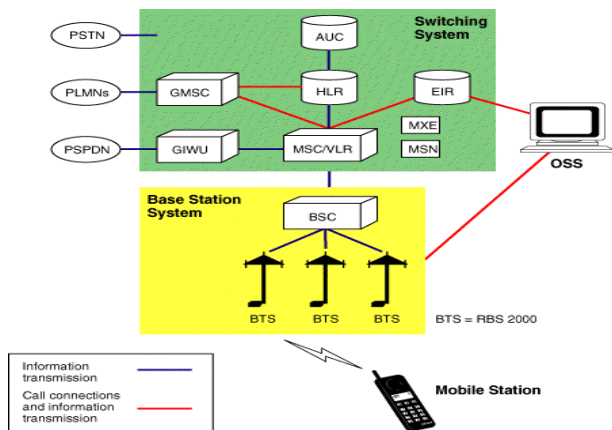 Switching
System
PSTN
AUC
PLMNs
GMSC
HLR
EIR
MXE
PSPDN
GIWU
MSC/VLR
MSN
OSS
Base Station
System
BSC
BTS
BTS
BTS
BTS = RBS 2000
Information
transmission
Call connections
and information
transmission
Mobile Station